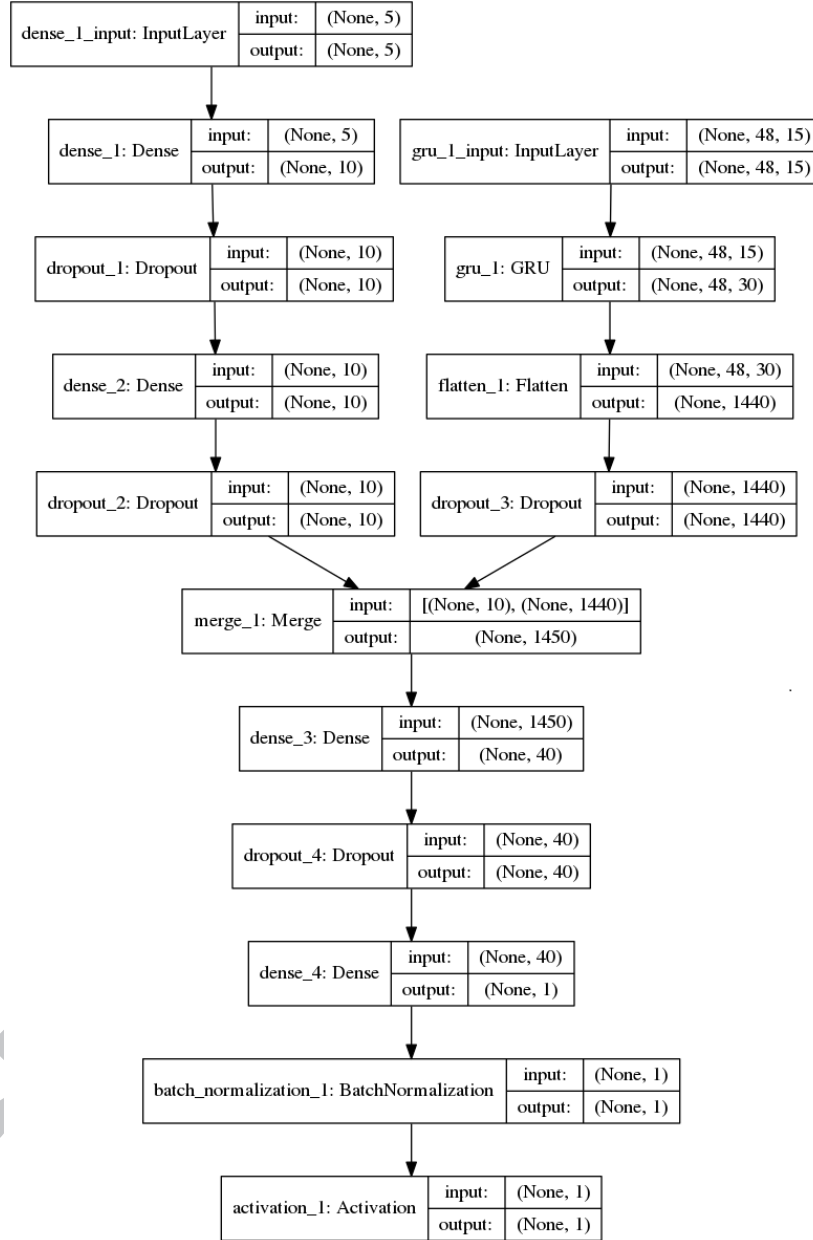 dense_1_input: InputLayer input: (None, 5)
output: (None, 5)
dense_1: Dense input: (None, 5)
output: (None, 10)
gru_1_input: InputLayer input: (None, 48, 15)
output: (None, 48, 15)
dropout_1: Dropout input: (None, 10)
output: (None, 10)
gru_1: GRU input: (None, 48, 15)
output: (None, 48, 30)
dense_2: Dense input: (None, 10)
output: (None, 10)
flatten_1: Flatten input: (None, 48, 30)
output: (None, 1440)
dropout_2: Dropout input: (None, 10)
output: (None, 10)
dropout_3: Dropout input: (None, 1440)
output: (None, 1440)
merge_1: Merge input: [(None, 10), (None, 1440)]
output: (None, 1450)
dense_3: Dense input: (None, 1450)
output: (None, 40)
dropout_4: Dropout input: (None, 40)
output: (None, 40)
dense_4: Dense input: (None, 40)
output: (None, 1)
batch_normalization_1: BatchNormalization input: (None, 1)
output: (None, 1)
activation_1: Activation input: (None, 1)
output: (None, 1)